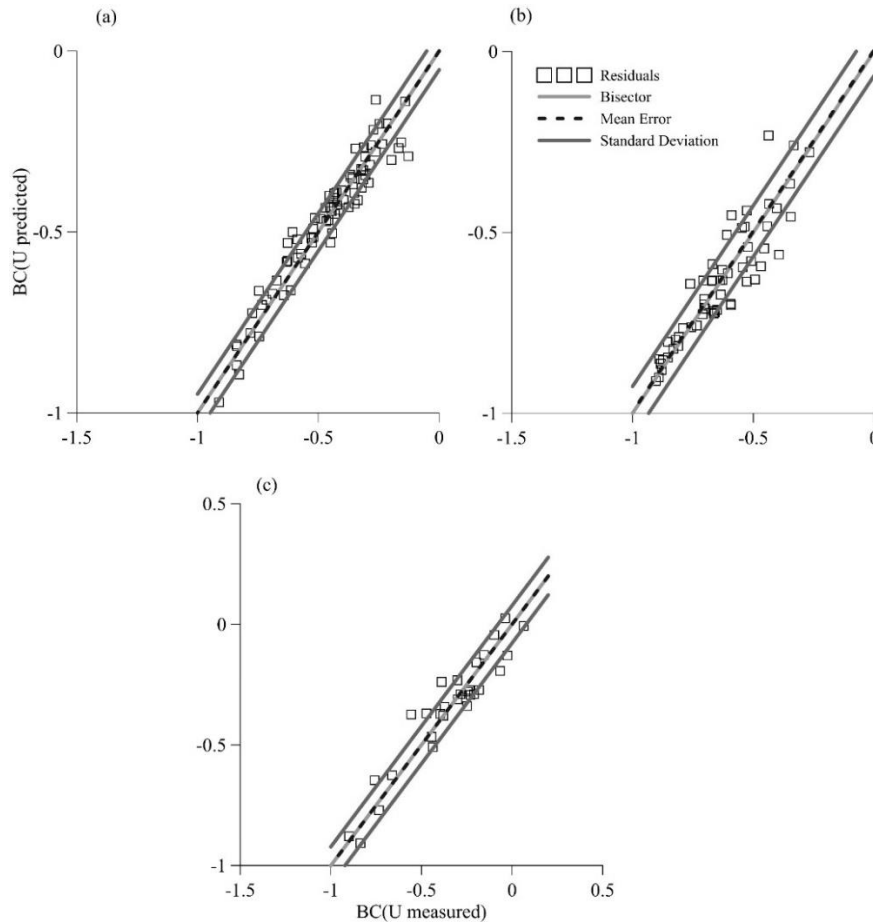 (a)
(b)
0
0
Residuals
Bisector
Mean Error
Standard Deviation
BC(U predicted)
-0.5
-0.5
-1
-1
-1.5
-1
-0.5
0
-1.5
-1
-0.5
0
(c)
0.5
0
-0.5
-1
-1.5
-1
-0.5
0
0.5
BC(U measured)